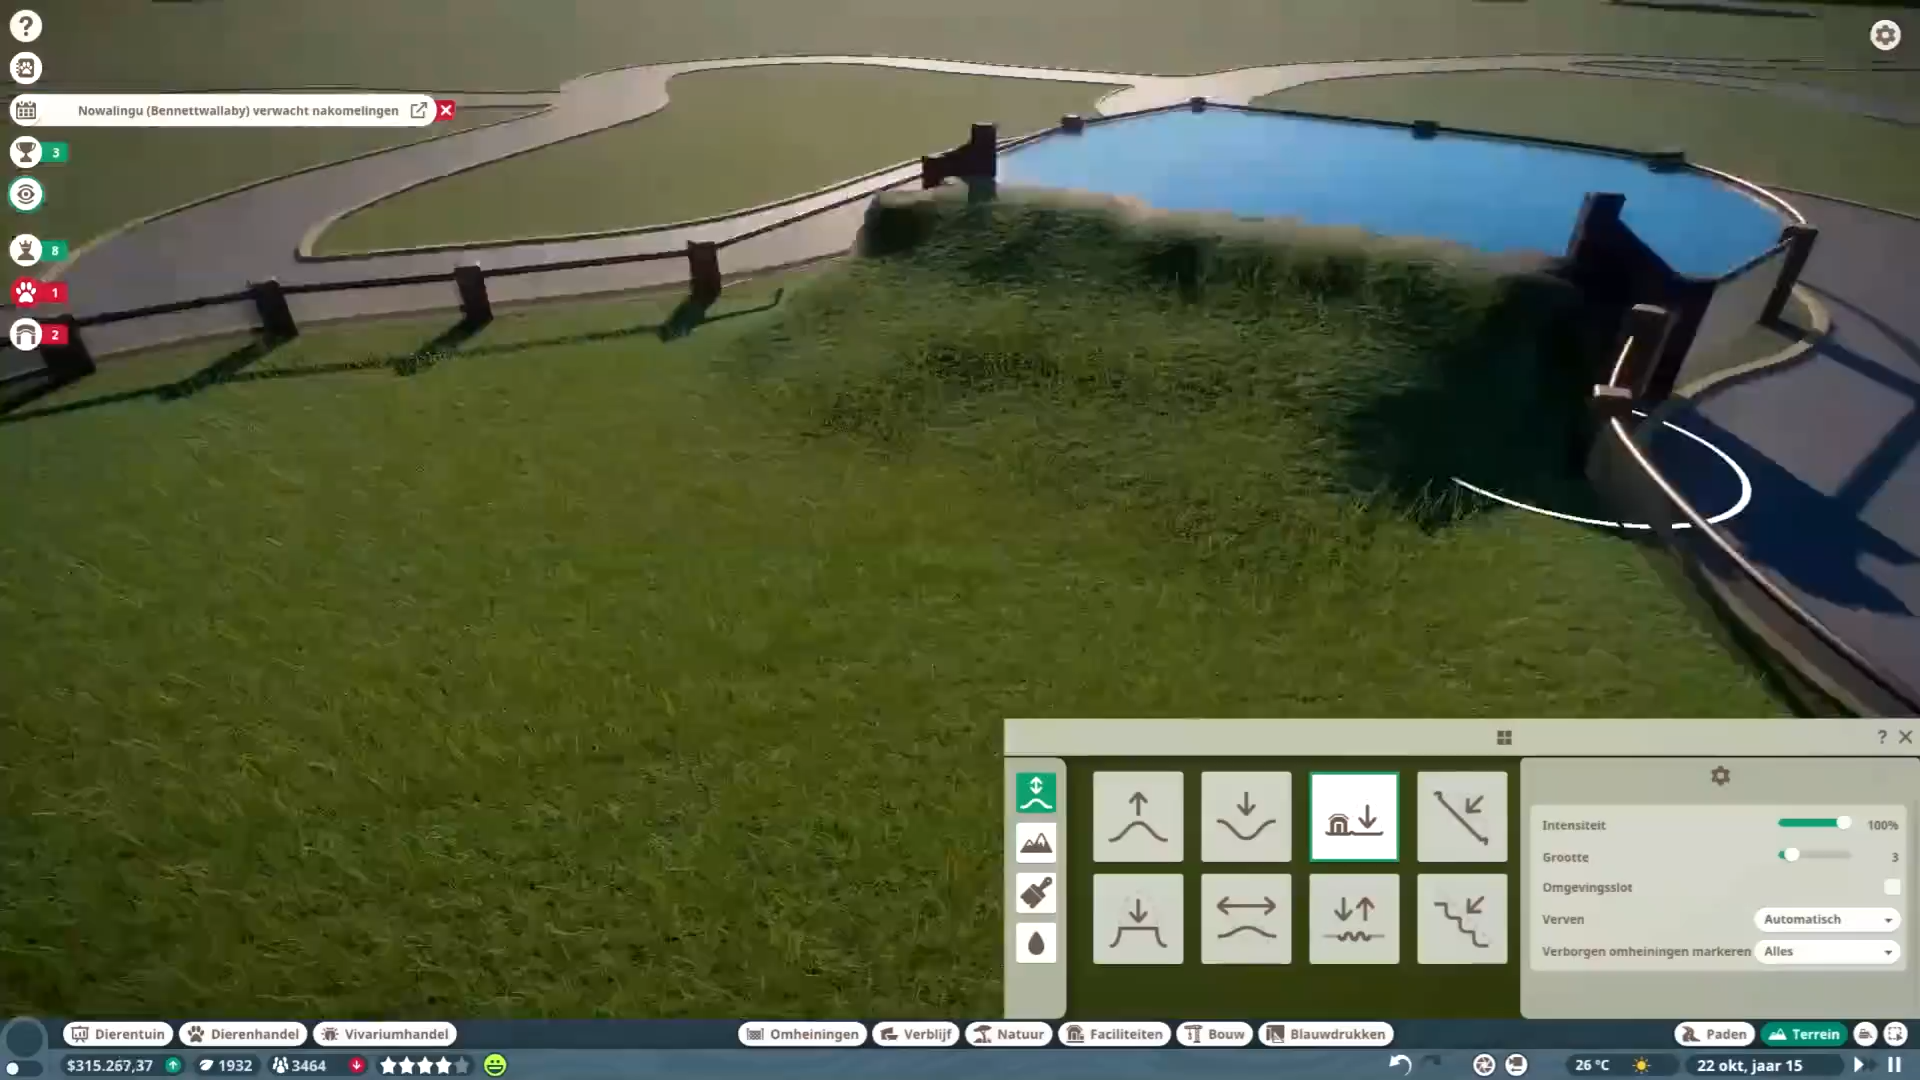 ?
Nowalingu (Bennettwallaby) verwacht nakomelingen
3
8
1
2
?
Intensiteit 100%
Grootte 3
Omgevingsslot
Verven Automatisch
Verborgen omheiningen markeren Alles
Dierentuin Dierenhandel Vivariumhandel Omheiningen Verblijf Natuur Faciliteiten Bouw Blauwdrukken Paden Terrein
$315.267,37 1932 3464 26 °C 22 okt, jaar 15